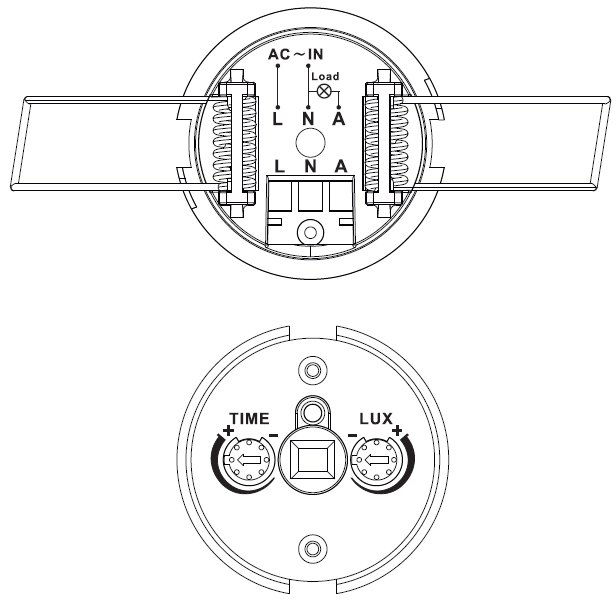 AC～IN
Load
L N A
L N A
TIME LUX
+ - - +